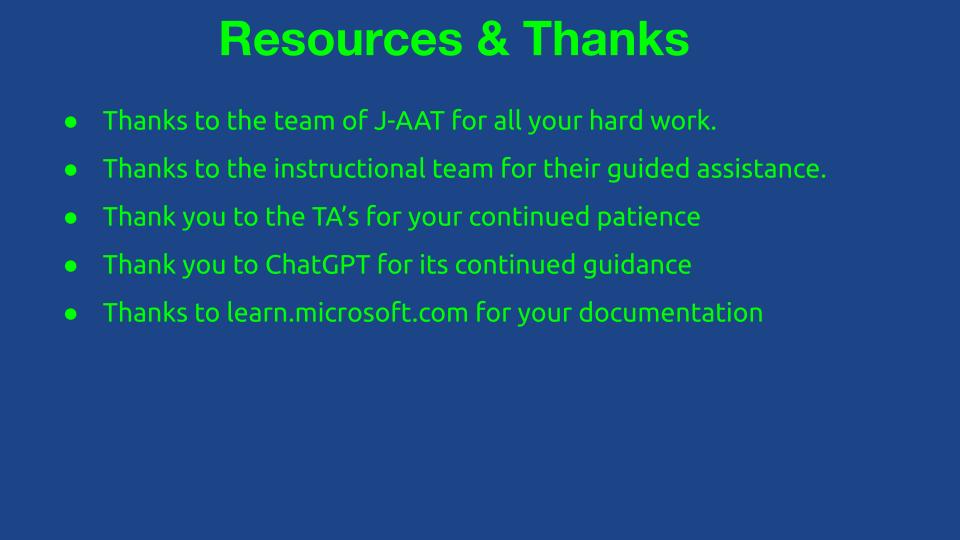 Resources & Thanks
● Thanks to the team of J-AAT for all your hard work.
● Thanks to the instructional team for their guided assistance.
● Thank you to the TA’s for your continued patience
● Thank you to ChatGPT for its continued guidance
● Thanks to learn.microsoft.com for your documentation